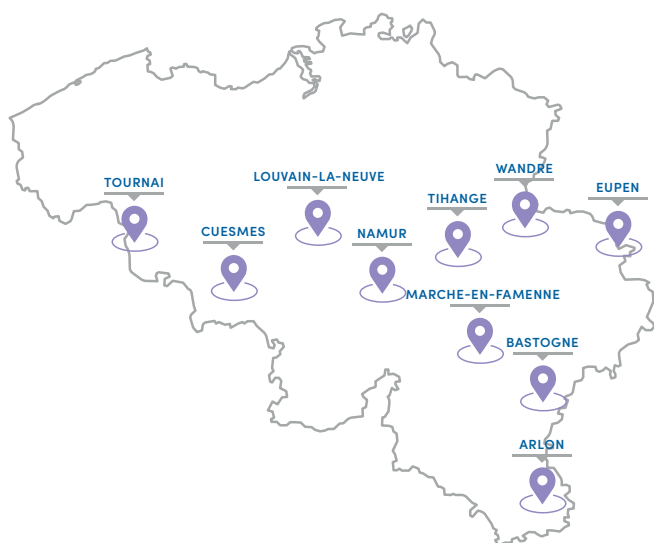 WANDRE
LOUVAIN-LA-NEUVE
TOURNAI
EUPEN
TIHANGE
CUESMES
NAMUR
MARCHE-EN-FAMENNE
BASTOGNE
ARLON